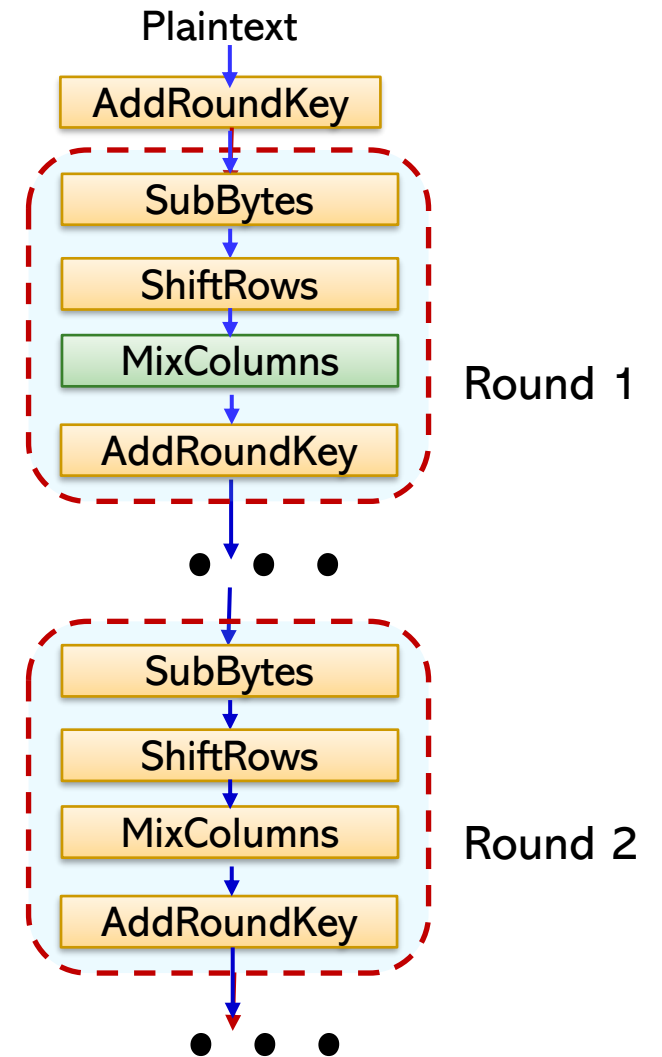 Plaintext
AddRoundKey
SubBytes
ShiftRows
MixColumns
Round 1
AddRoundKey
• • •
SubBytes
ShiftRows
MixColumns
Round 2
AddRoundKey
• • •